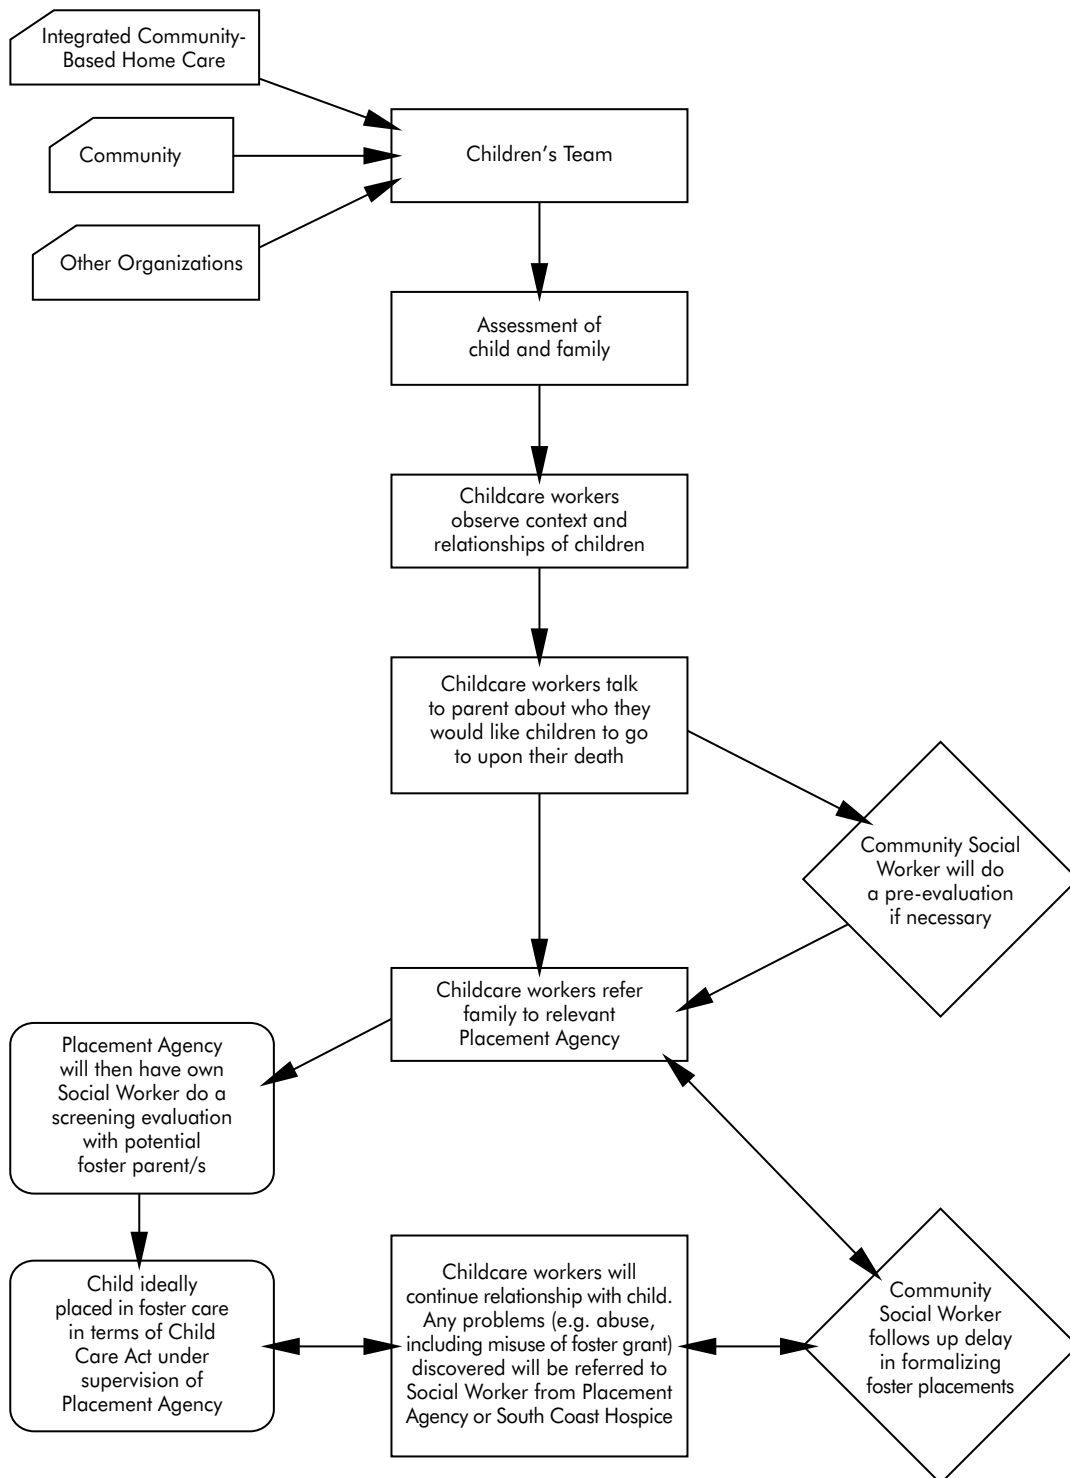 Integrated Community-
Based Home Care
Community
Other Organizations
Children’s Team
Assessment of
child and family
Childcare workers
observe context and
relationships of children
Childcare workers talk
to parent about who they
would like children to go
to upon their death
Community Social
Worker will do
a pre-evaluation
if necessary
Childcare workers refer
family to relevant
Placement Agency
Placement Agency
will then have own
Social Worker do a
screening evaluation
with potential
foster parent/s
Child ideally
placed in foster care
in terms of Child
Care Act under
supervision of
Placement Agency
Childcare workers will
continue relationship with child.
Any problems (e.g. abuse,
including misuse of foster grant)
discovered will be referred to
Social Worker from Placement
Agency or South Coast Hospice
Community
Social Worker
follows up delay
in formalizing
foster placements